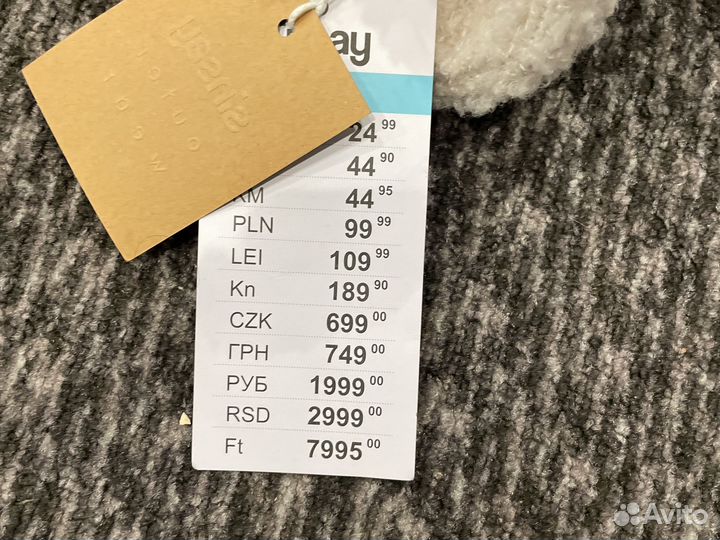 ay
24 99
44 90
KM 44 95
PLN 99 99
LEI 109 99
Kn 189 90
CZK 699 00
ГРН 749 00
РУБ 1999 00
RSD 2999 00
Ft 7995 00
Avito